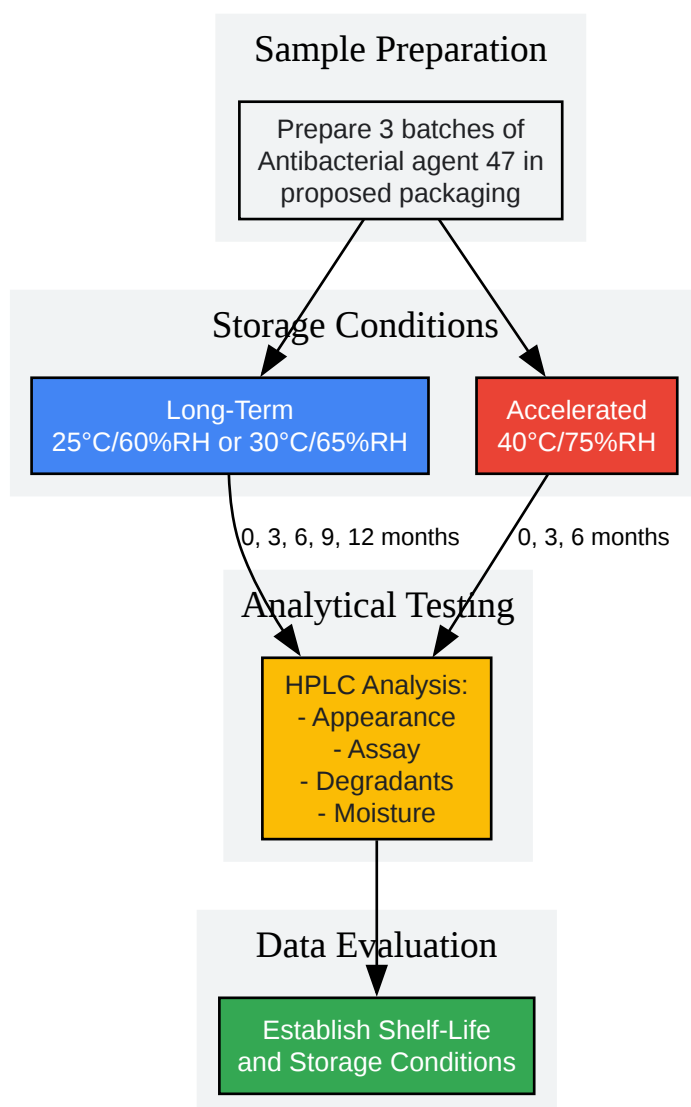 Sample Preparation
Prepare 3 batches of
Antibacterial agent 47 in
proposed packaging
Storage Conditions
Long-Term
25°C/60%RH or 30°C/65%RH
Accelerated
40°C/75%RH
0, 3, 6, 9, 12 months
0, 3, 6 months
Analytical Testing
HPLC Analysis:
- Appearance
- Assay
- Degradants
- Moisture
Data Evaluation
Establish Shelf-Life
and Storage Conditions